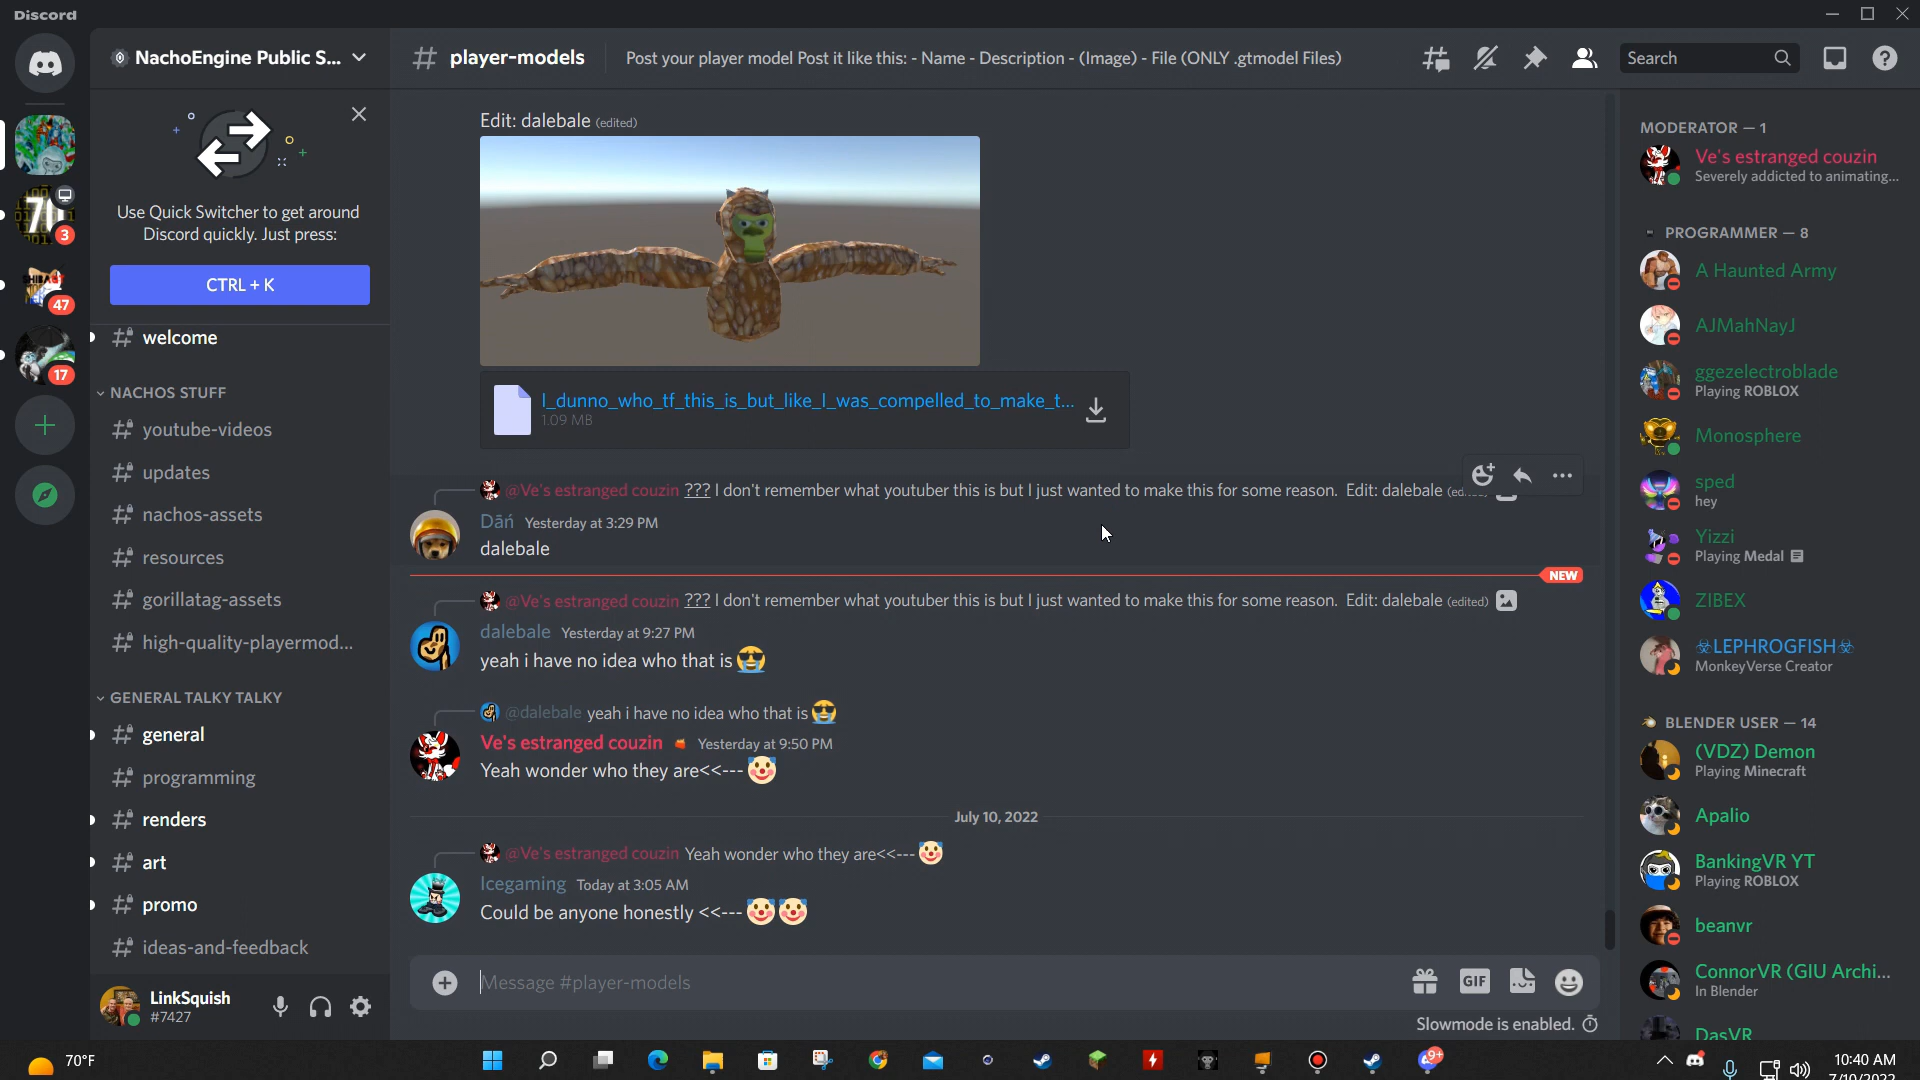 Discord
NachoEngine Public S...
player-models
Post your player model Post it like this: - Name - Description - (Image) - File (ONLY .gtmodel Files)
Search
Use Quick Switcher to get around
Discord quickly. Just press:
CTRL + K
welcome
NACHOS STUFF
youtube-videos
updates
nachos-assets
resources
gorillatag-assets
high-quality-playermod...
GENERAL TALKY TALKY
general
programming
renders
art
promo
ideas-and-feedback
LinkSquish
#7427
3
47
17
Edit: dalebale (edited)
I_dunno_who_tf_this_is_but_like_I_was_compelled_to_make_t...
1.09 MB
@Ve's estranged couzin ??? I don't remember what youtuber this is but I just wanted to make this for some reason. Edit: dalebale
Dāń Yesterday at 3:29 PM
dalebale
NEW
@Ve's estranged couzin ??? I don't remember what youtuber this is but I just wanted to make this for some reason. Edit: dalebale (edited)
dalebale Yesterday at 9:27 PM
yeah i have no idea who that is 😭
@dalebale yeah i have no idea who that is 😭
Ve's estranged couzin Yesterday at 9:50 PM
Yeah wonder who they are<<--- 🤡
July 10, 2022
@Ve's estranged couzin Yeah wonder who they are<<--- 🤡
Icegaming Today at 3:05 AM
Could be anyone honestly <<--- 🤡🤡
Message #player-models
GIF
Slowmode is enabled.
MODERATOR — 1
Ve's estranged couzin
Severely addicted to animating...
PROGRAMMER — 8
A Haunted Army
AJMahNayJ
ggezelectroblade
Playing ROBLOX
Monosphere
sped
hey
Yizzi
Playing Medal
ZIBEX
☣LEPHROGFISH☣
MonkeyVerse Creator
BLENDER USER — 14
(VDZ) Demon
Playing Minecraft
Apalio
BankingVR YT
Playing ROBLOX
beanvr
ConnorVR (GIU Archi...
In Blender
DasVR
70°F
9+
10:40 AM
7/10/2022